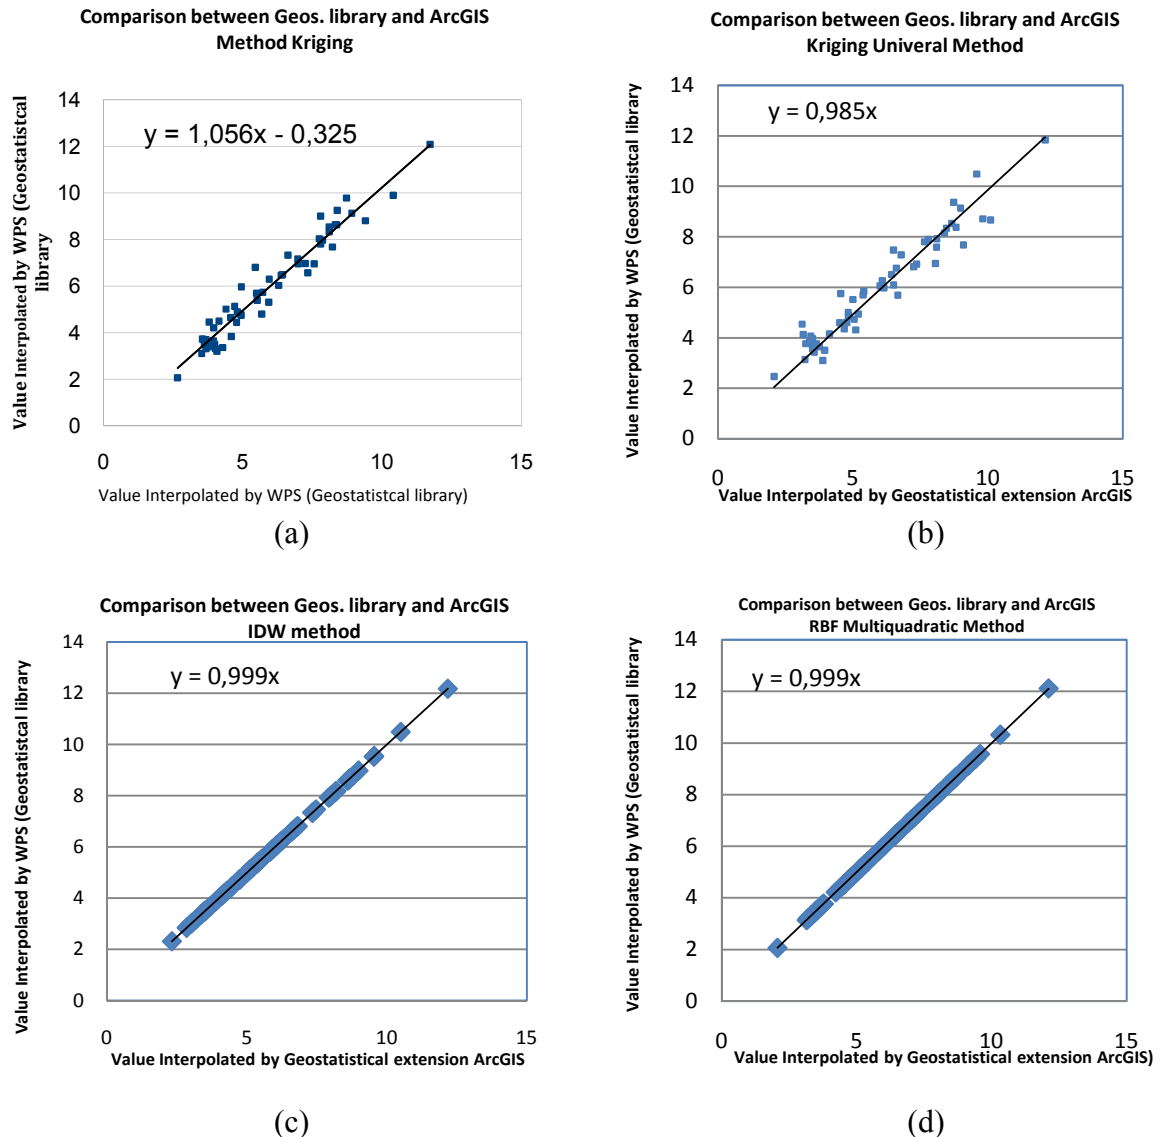 Comparison between Geos. library and ArcGIS
Method Kriging
Value Interpolated by WPS (Geostatistcal
library
14
12
10
8
6
4
2
0
y = 1,056x - 0,325
0 5 10 15
Value Interpolated by WPS (Geostatistcal library)
(a)
Comparison between Geos. library and ArcGIS
Kriging Univeral Method
Value Interpolated by WPS (Geostatistcal library
14
12
10
8
6
4
2
0
y = 0,985x
0 5 10 15
Value Interpolated by Geostatistical extension ArcGIS
(b)
Comparison between Geos. library and ArcGIS
IDW method
Value Interpolated by WPS (Geostatistcal library
14
12
10
8
6
4
2
0
y = 0,999x
0 5 10 15
Value Interpolated by Geostatistical extension ArcGIS
(c)
Comparison between Geos. library and ArcGIS
RBF Multiquadratic Method
Value Interpolated by WPS (Geostatistcal library
14
12
10
8
6
4
2
0
y = 0,999x
0 5 10 15
Value Interpolated by Geostatistical extension ArcGIS)
(d)